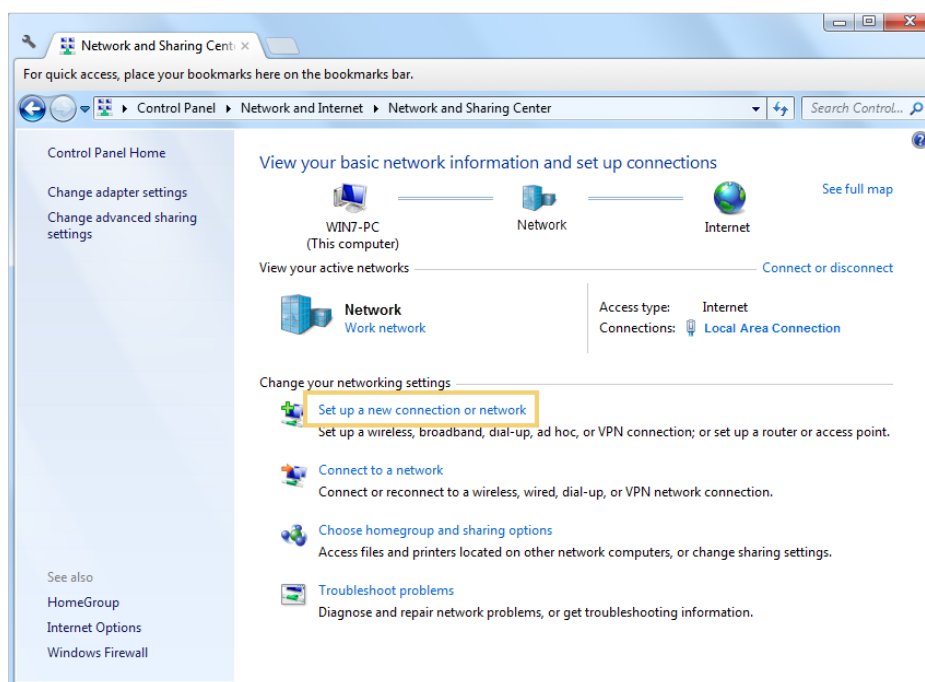 Network and Sharing Cent
For quick access, place your bookmarks here on the bookmarks bar.
Control Panel Network and Internet Network and Sharing Center
Search Control...
Control Panel Home
Change adapter settings
Change advanced sharing
settings
View your basic network information and set up connections
See full map
WIN7-PC
(This computer)
Network
Internet
View your active networks
Connect or disconnect
Network
Work network
Access type: Internet
Connections: Local Area Connection
Change your networking settings
Set up a new connection or network
Set up a wireless, broadband, dial-up, ad hoc, or VPN connection; or set up a router or access point.
Connect to a network
Connect or reconnect to a wireless, wired, dial-up, or VPN network connection.
Choose homegroup and sharing options
Access files and printers located on other network computers, or change sharing settings.
Troubleshoot problems
Diagnose and repair network problems, or get troubleshooting information.
See also
HomeGroup
Internet Options
Windows Firewall